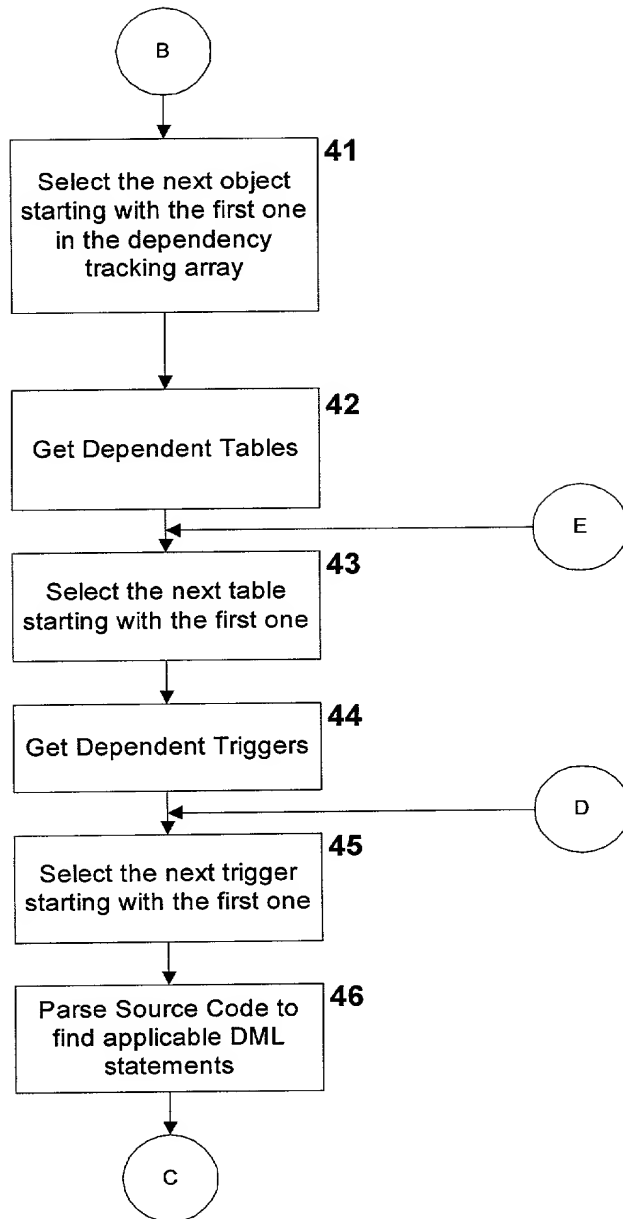 B
41
Select the next object
starting with the first one
in the dependency
tracking array
42
Get Dependent Tables
E
43
Select the next table
starting with the first one
44
Get Dependent Triggers
D
45
Select the next trigger
starting with the first one
46
Parse Source Code to
find applicable DML
statements
C